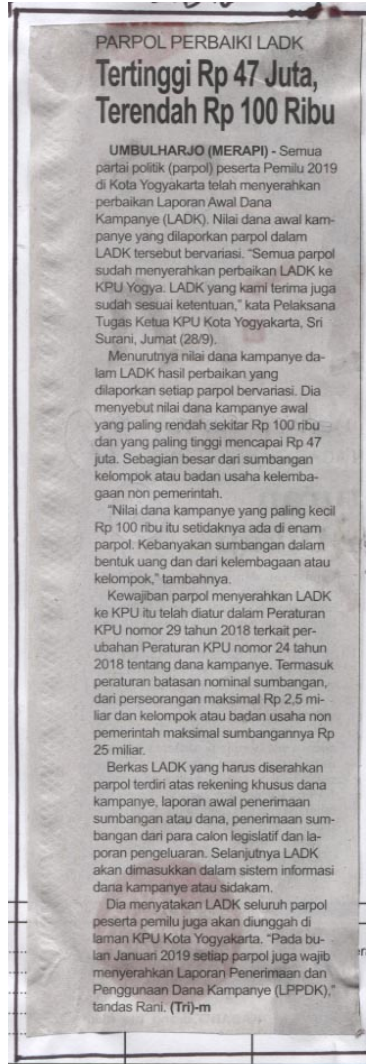 PARPOL PERBAIKI LADK
Tertinggi Rp 47 Juta,
Terendah Rp 100 Ribu
UMBULHARJO (MERAPI) - Semua
partai politik (parpol) peserta Pemilu 2019
di Kota Yogyakarta telah menyerahkan
perbaikan Laporan Awal Dana
Kampanye (LADK). Nilai dana awal kam-
panye yang dilaporkan parpol dalam
LADK tersebut bervariasi. "Semua parpol
sudah menyerahkan perbaikan LADK ke
KPU Yogya. LADK yang kami terima juga
sudah sesuai ketentuan," kata Pelaksana
Tugas Ketua KPU Kota Yogyakarta, Sri
Surani, Jumat (28/9).
Menurutnya nilai dana kampanye da-
lam LADK hasil perbaikan yang
dilaporkan setiap parpol bervariasi. Dia
menyebut nilai dana kampanye awal
yang paling rendah sekitar Rp 100 ribu
dan yang paling tinggi mencapai Rp 47
juta. Sebagian besar dari sumbangan
kelompok atau badan usaha kelemba-
gaan non pemerintah.
"Nilai dana kampanye yang paling kecil
Rp 100 ribu itu setidaknya ada di enam
parpol. Kebanyakan sumbangan dalam
bentuk uang dan dari kelembagaan atau
kelompok," tambahnya.
Kewajiban parpol menyerahkan LADK
ke KPU itu telah diatur dalam Peraturan
KPU nomor 29 tahun 2018 terkait per-
ubahan Peraturan KPU nomor 24 tahun
2018 tentang dana kampanye. Termasuk
peraturan batasan nominal sumbangan,
dari perseorangan maksimal Rp 2,5 mi-
liar dan kelompok atau badan usaha non
pemerintah maksimal sumbangannya Rp
25 miliar.
Berkas LADK yang harus diserahkan
parpol terdiri atas rekening khusus dana
kampanye, laporan awal penerimaan
sumbangan atau dana, penerimaan sum-
bangan dari para calon legislatif dan la-
poran pengeluaran. Selanjutnya LADK
akan dimasukkan dalam sistem informasi
dana kampanye atau sidakam.
Dia menyatakan LADK seluruh parpol
peserta pemilu juga akan diunggah di
laman KPU Kota Yogyakarta. "Pada bu-
lan Januari 2019 setiap parpol juga wajib
menyerahkan Laporan Penerimaan dan
Penggunaan Dana Kampanye (LPPDK),"
tandas Rani. (Tri)-m